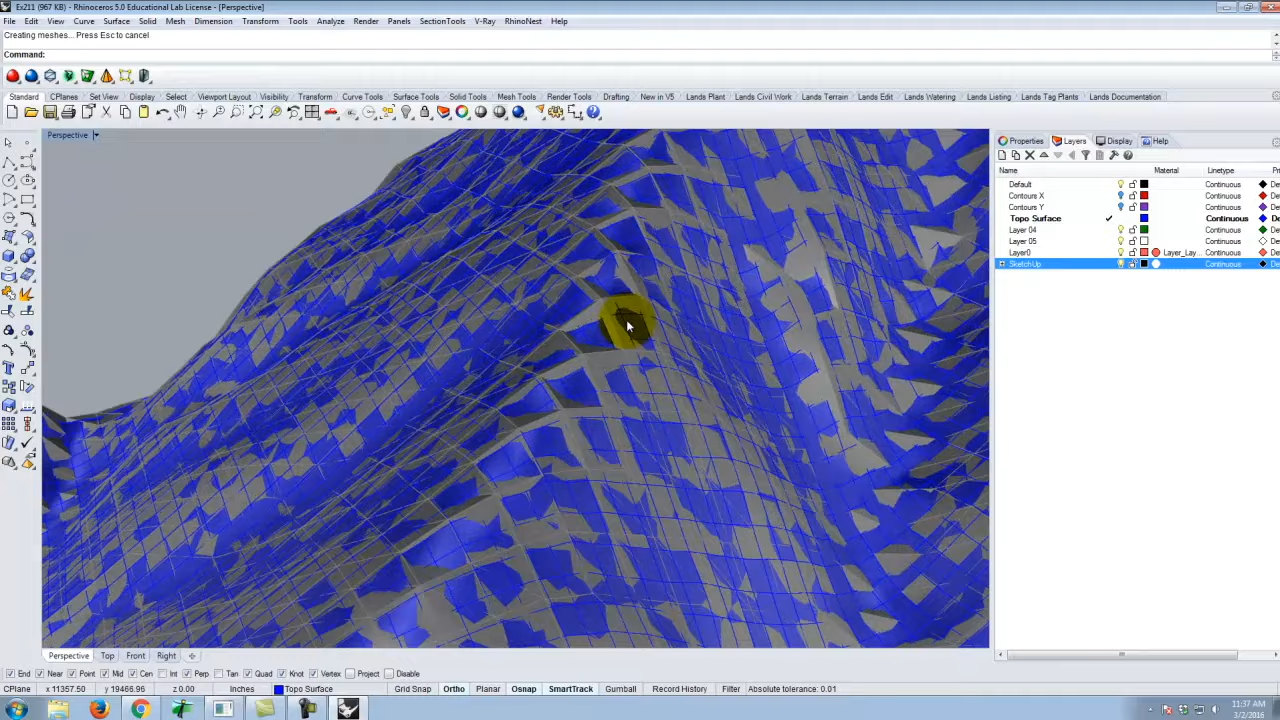 Ex211 (967 KB) - Rhinoceros 5.0 Educational Lab License - [Perspective]
File Edit View Curve Surface Solid Mesh Dimension Transform Tools Analyze Render Panels SectionTools V-Ray RhinoNest Help
Creating meshes... Press Esc to cancel
Command:
Standard CPlanes Set View Display Select Viewport Layout Visibility Transform Curve Tools Surface Tools Solid Tools Mesh Tools Render Tools Drafting New in V5 Lands Plant Lands Civil Work Lands Terrain Lands Edit Lands Watering Lands Listing Lands Tag Plants Lands Documentation
Perspective
Properties Layers Display Help
Name Material Linetype Pri
Default Continuous De
Contours X Continuous De
Contours Y Continuous De
Topo Surface Continuous De
Layer 04 Continuous De
Layer 05 Continuous De
Layer0 Layer_Lay... Continuous De
SketchUp Continuous De
Perspective Top Front Right
End Near Point Mid Cen Int Perp Tan Quad Knot Vertex Project Disable
CPlane x 11357.50 y 19466.96 z 0.00 Inches Topo Surface Grid Snap Ortho Planar Osnap SmartTrack Gumball Record History Filter Absolute tolerance: 0.01
11:37 AM
3/2/2016